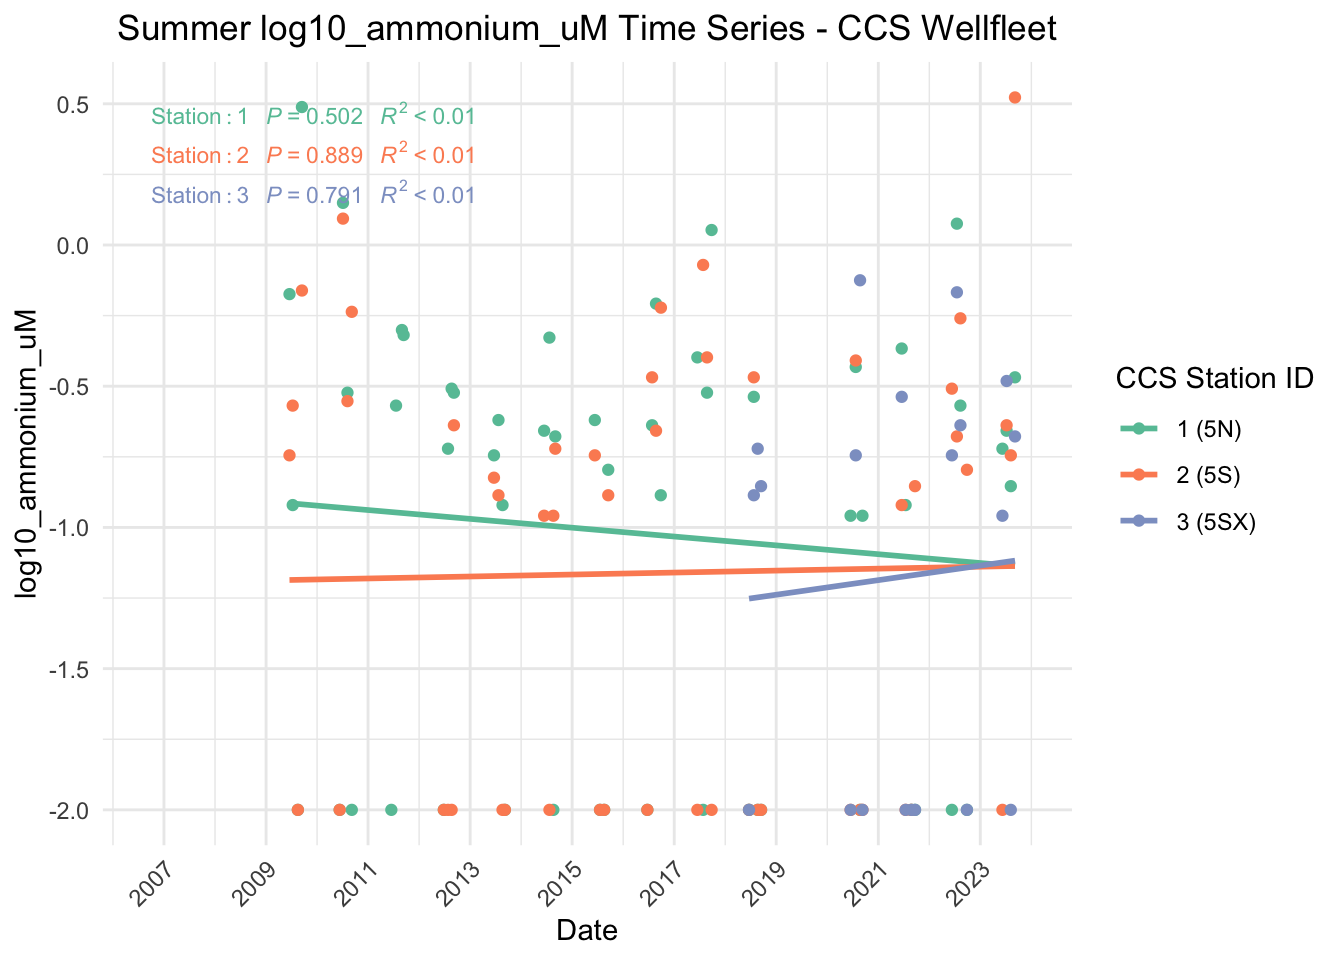 Summer log10_ammonium_uM Time Series - CCS Wellfleet
Station: 1 P = 0.502 R² < 0.01
Station: 2 P = 0.889 R² < 0.01
Station: 3 P = 0.791 R² < 0.01
0.5
0.0
-0.5
-1.0
-1.5
-2.0
log10_ammonium_uM
2007 2009 2011 2013 2015 2017 2019 2021 2023
Date
CCS Station ID
1 (5N)
2 (5S)
3 (5SX)